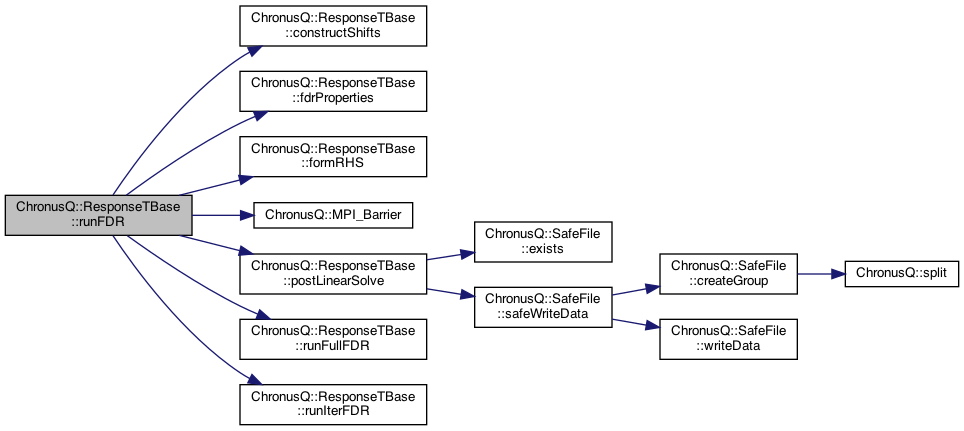 ChronusQ::ResponseTBase
::runFDR
ChronusQ::ResponseTBase
::constructShifts
ChronusQ::ResponseTBase
::fdrProperties
ChronusQ::ResponseTBase
::formRHS
ChronusQ::MPI_Barrier
ChronusQ::ResponseTBase
::postLinearSolve
ChronusQ::ResponseTBase
::runFullFDR
ChronusQ::ResponseTBase
::runIterFDR
ChronusQ::SafeFile
::exists
ChronusQ::SafeFile
::safeWriteData
ChronusQ::SafeFile
::createGroup
ChronusQ::SafeFile
::writeData
ChronusQ::split